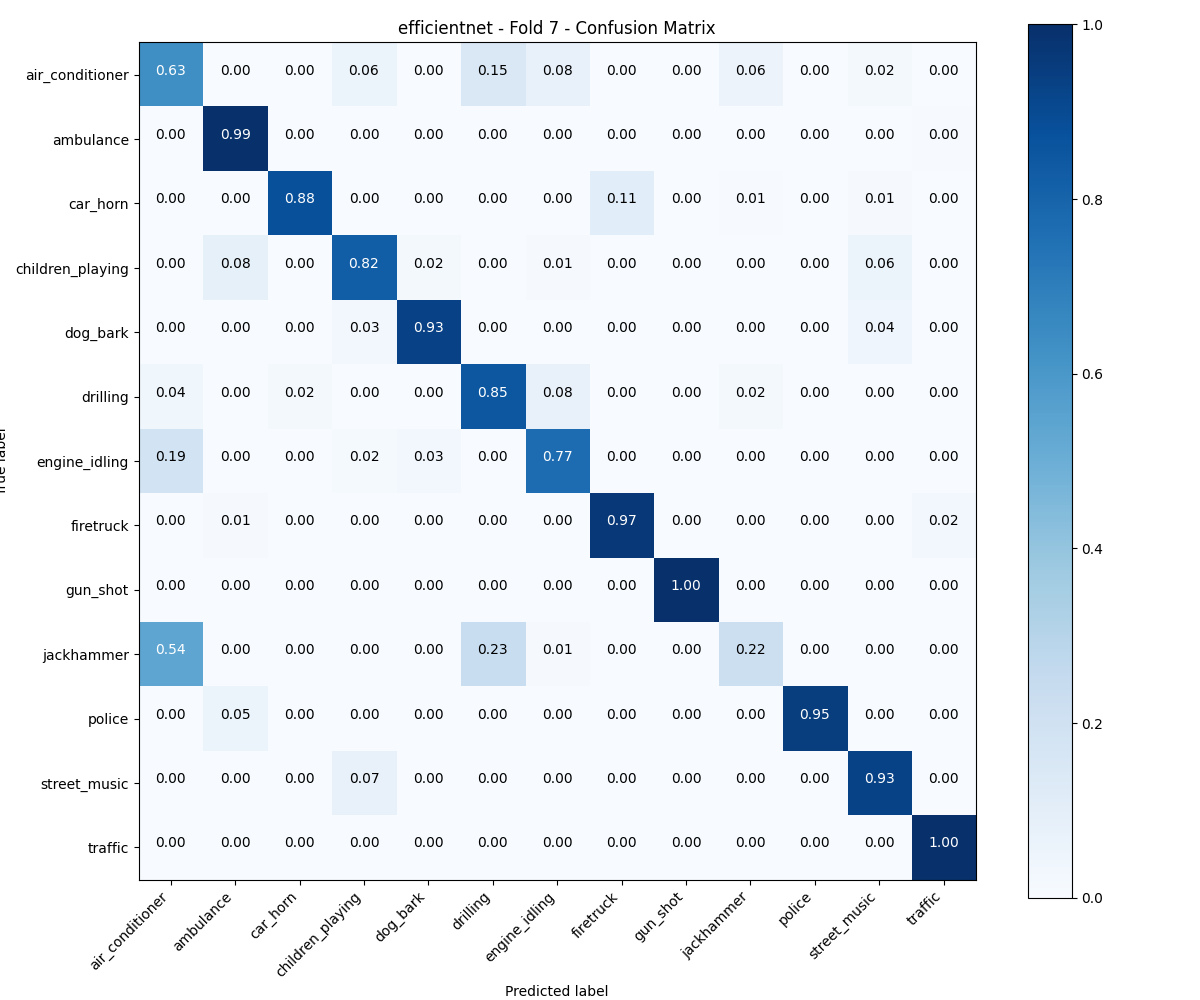 efficientnet - Fold 7 - Confusion Matrix
air_conditioner 0.63 0.00 0.00 0.06 0.00 0.15 0.08 0.00 0.00 0.06 0.00 0.02 0.00
ambulance 0.00 0.99 0.00 0.00 0.00 0.00 0.00 0.00 0.00 0.00 0.00 0.00 0.00
car_horn 0.00 0.00 0.88 0.00 0.00 0.00 0.00 0.11 0.00 0.01 0.00 0.01 0.00
children_playing 0.00 0.08 0.00 0.82 0.02 0.00 0.01 0.00 0.00 0.00 0.00 0.06 0.00
dog_bark 0.00 0.00 0.00 0.03 0.93 0.00 0.00 0.00 0.00 0.00 0.00 0.04 0.00
drilling 0.04 0.00 0.02 0.00 0.00 0.85 0.08 0.00 0.00 0.02 0.00 0.00 0.00
engine_idling 0.19 0.00 0.00 0.02 0.03 0.00 0.77 0.00 0.00 0.00 0.00 0.00 0.00
firetruck 0.00 0.01 0.00 0.00 0.00 0.00 0.00 0.97 0.00 0.00 0.00 0.00 0.02
gun_shot 0.00 0.00 0.00 0.00 0.00 0.00 0.00 0.00 1.00 0.00 0.00 0.00 0.00
jackhammer 0.54 0.00 0.00 0.00 0.00 0.23 0.01 0.00 0.00 0.22 0.00 0.00 0.00
police 0.00 0.05 0.00 0.00 0.00 0.00 0.00 0.00 0.00 0.00 0.95 0.00 0.00
street_music 0.00 0.00 0.00 0.07 0.00 0.00 0.00 0.00 0.00 0.00 0.00 0.93 0.00
traffic 0.00 0.00 0.00 0.00 0.00 0.00 0.00 0.00 0.00 0.00 0.00 0.00 1.00
air_conditioner ambulance car_horn children_playing dog_bark drilling engine_idling firetruck gun_shot jackhammer police street_music traffic
Predicted label
1.0
0.8
0.6
0.4
0.2
0.0